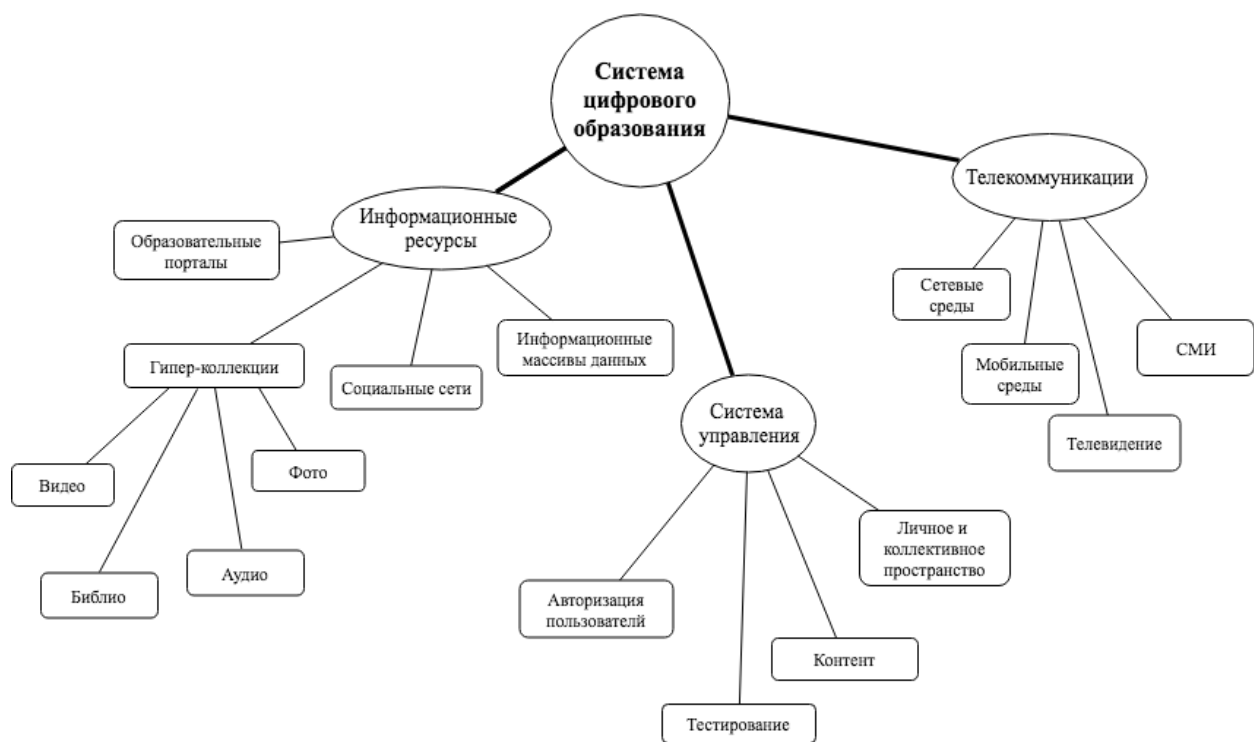 Система
цифрового
образования
Телекоммуникации
Информационные
ресурсы
Образовательные
порталы
Сетевые
среды
Информационные
массивы данных
СМИ
Гипер-коллекции
Мобильные
среды
Социальные сети
Система
управления
Телевидение
Фото
Видео
Личное и
коллективное
пространство
Аудио
Библио
Авторизация
пользователй
Контент
Тестирование